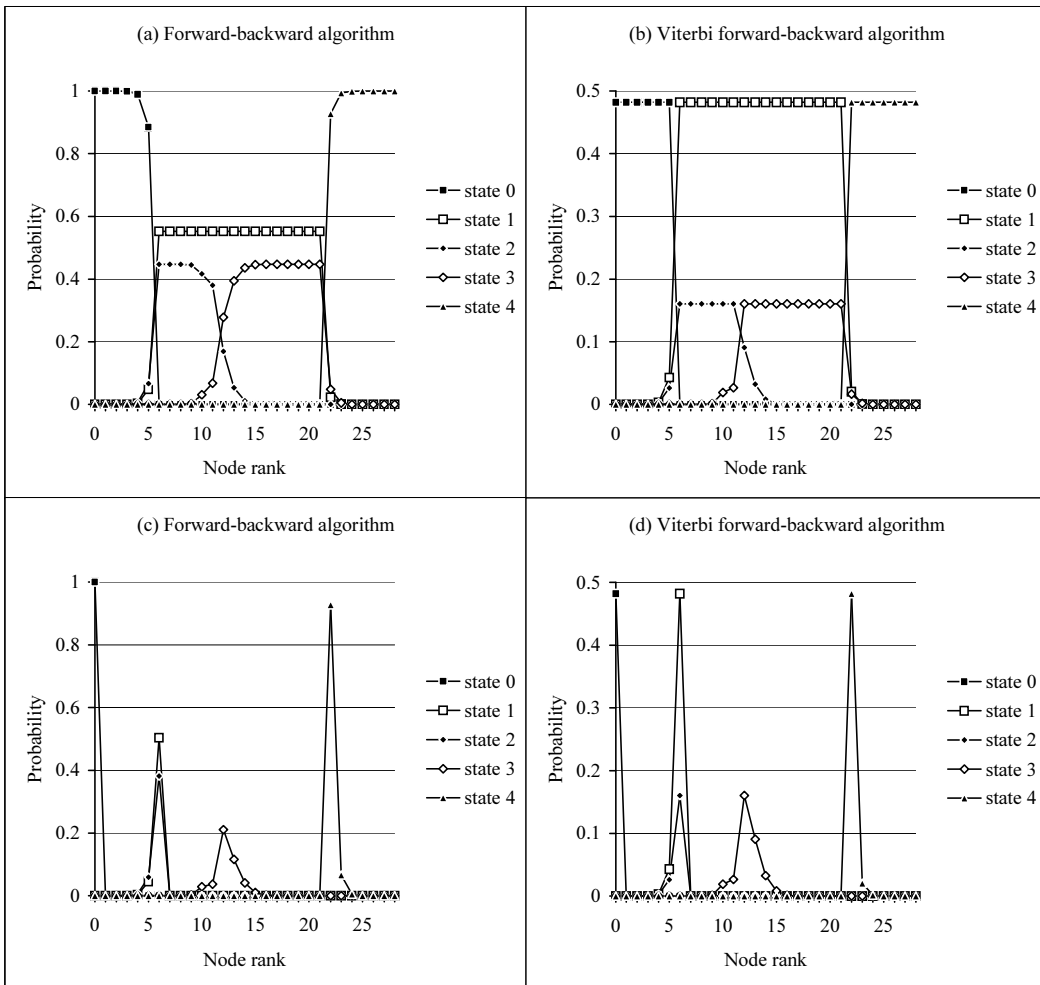 (a) Forward-backward algorithm
1
0.8
0.6
0.4
0.2
0
0 5 10 15 20 25
Node rank
Probability
state 0
state 1
state 2
state 3
state 4
(b) Viterbi forward-backward algorithm
0.5
0.4
0.3
0.2
0.1
0
0 5 10 15 20 25
Node rank
Probability
state 0
state 1
state 2
state 3
state 4
(c) Forward-backward algorithm
1
0.8
0.6
0.4
0.2
0
0 5 10 15 20 25
Node rank
Probability
state 0
state 1
state 2
state 3
state 4
(d) Viterbi forward-backward algorithm
0.5
0.4
0.3
0.2
0.1
0
0 5 10 15 20 25
Node rank
Probability
state 0
state 1
state 2
state 3
state 4